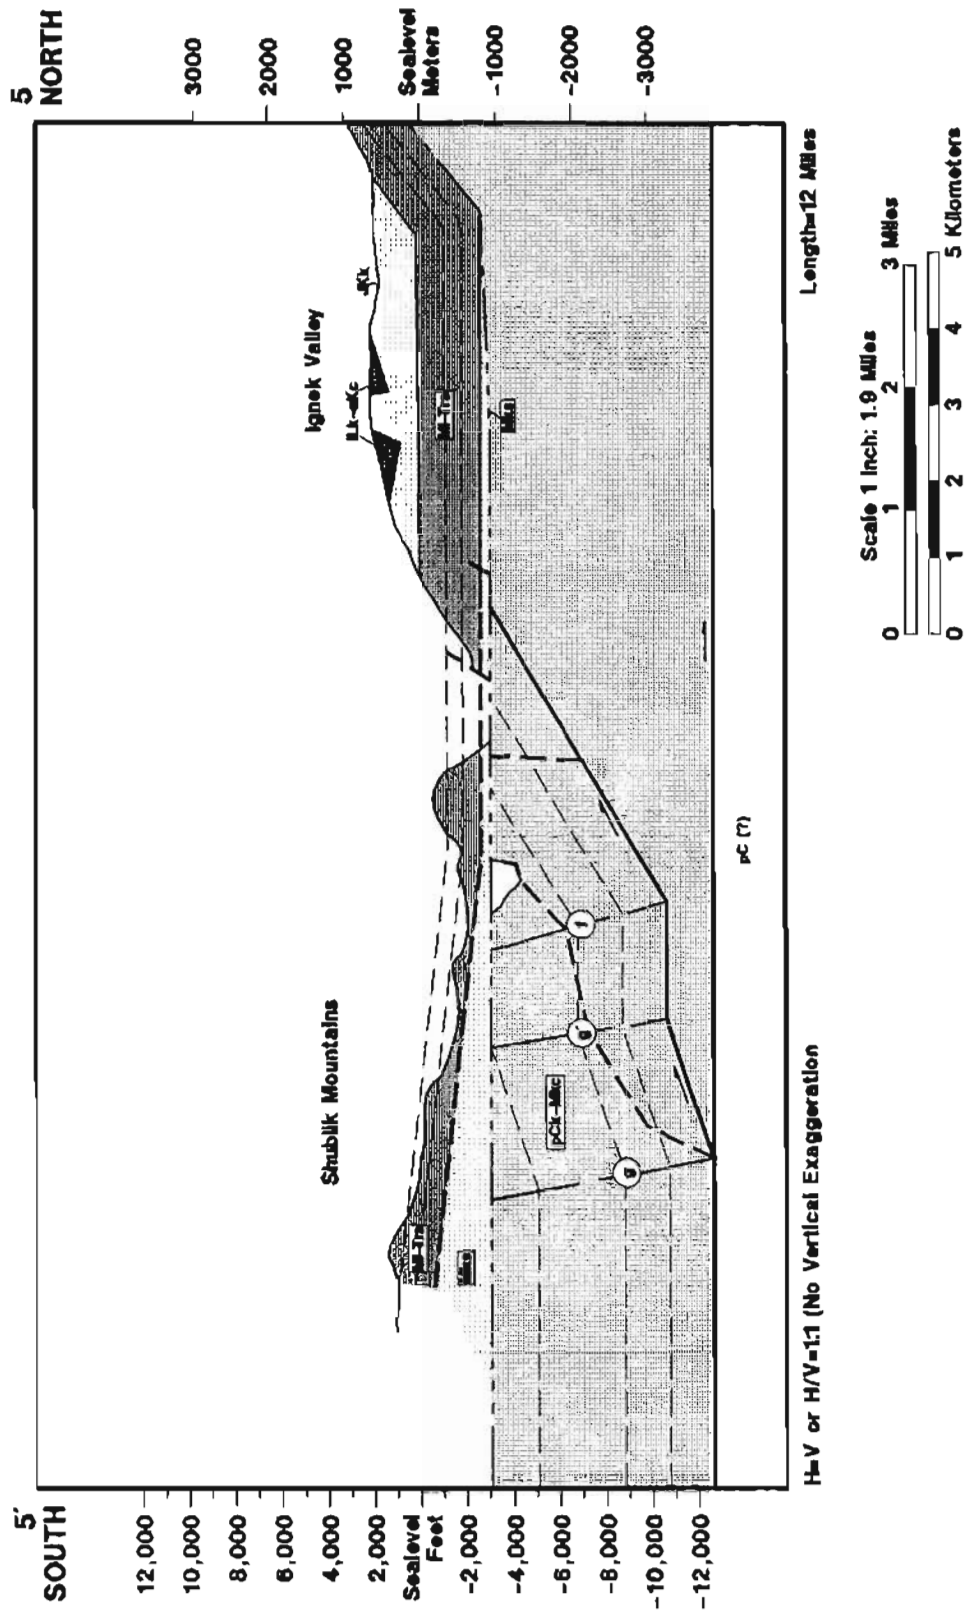 5'
SOUTH
5
NORTH
12,000
10,000
8,000
6,000
4,000
2,000
Sealevel
Feet
-2,000
-4,000
-6,000
-8,000
-10,000
-12,000
3000
2000
1000
Sealevel
Meters
-1000
-2000
-3000
Shublik Mountains
Ignek Valley
JKk
Mks
pCk-Mkc
f
g
pC (?)
H=V or H/V=1:1 (No Vertical Exaggeration
Length=12 Miles
Scale 1 Inch: 1.9 Miles
0 1 2 3 Miles
0 1 2 3 4 5 Kilometers